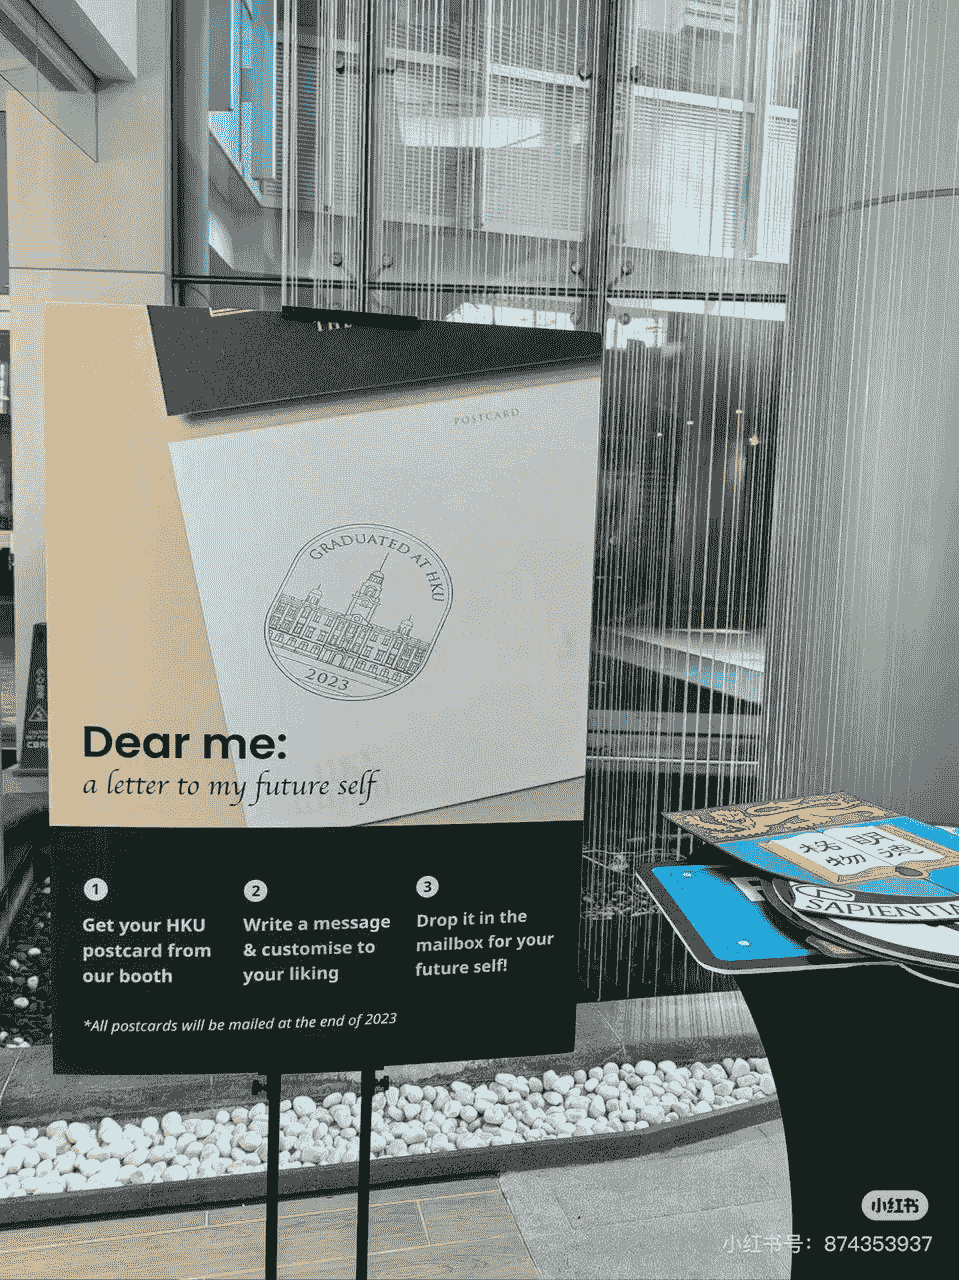 POSTCARD
GRADUATED AT HKU
2023
Dear me:
a letter to my future self
1
Get your HKU
postcard from
our booth
2
Write a message
& customise to
your liking
3
Drop it in the
mailbox for your
future self!
*All postcards will be mailed at the end of 2023
明德
格物
小红书
小红书号：874353937